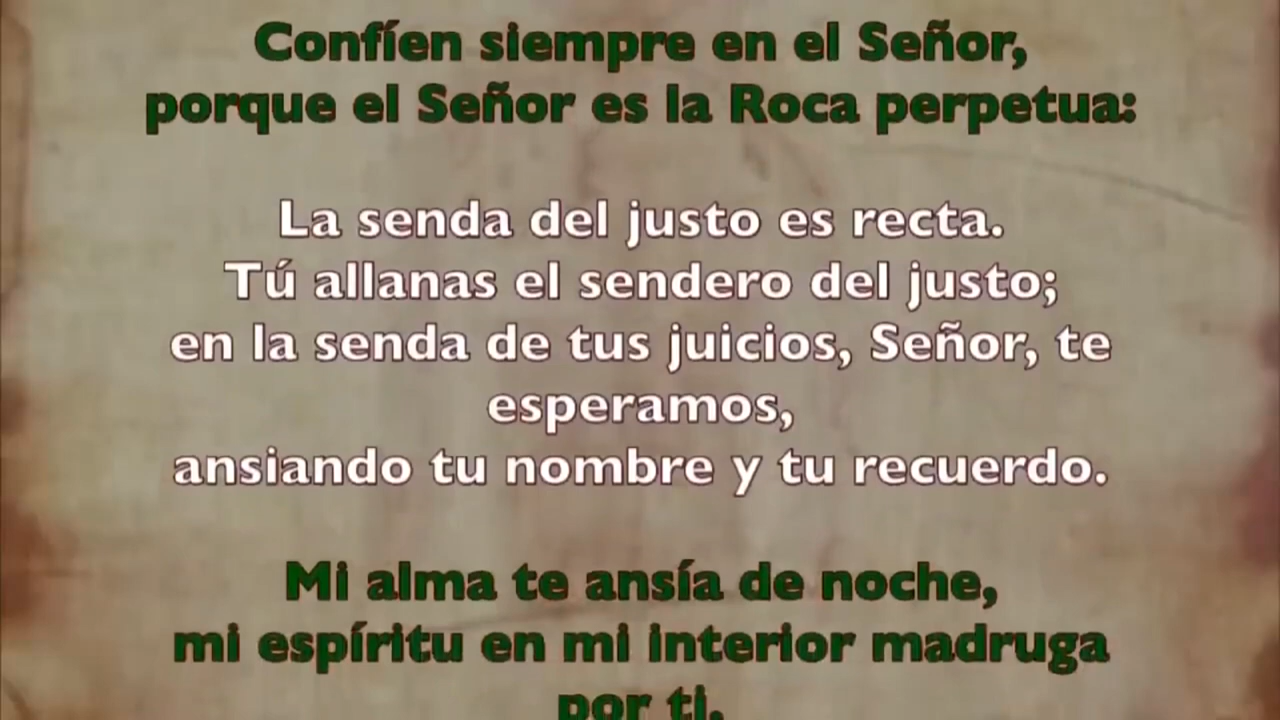 Confíen siempre en el Señor,
porque el Señor es la Roca perpetua:
La senda del justo es recta.
Tú allanas el sendero del justo;
en la senda de tus juicios, Señor, te
esperamos,
ansiando tu nombre y tu recuerdo.
Mi alma te ansía de noche,
mi espíritu en mi interior madruga
por ti,